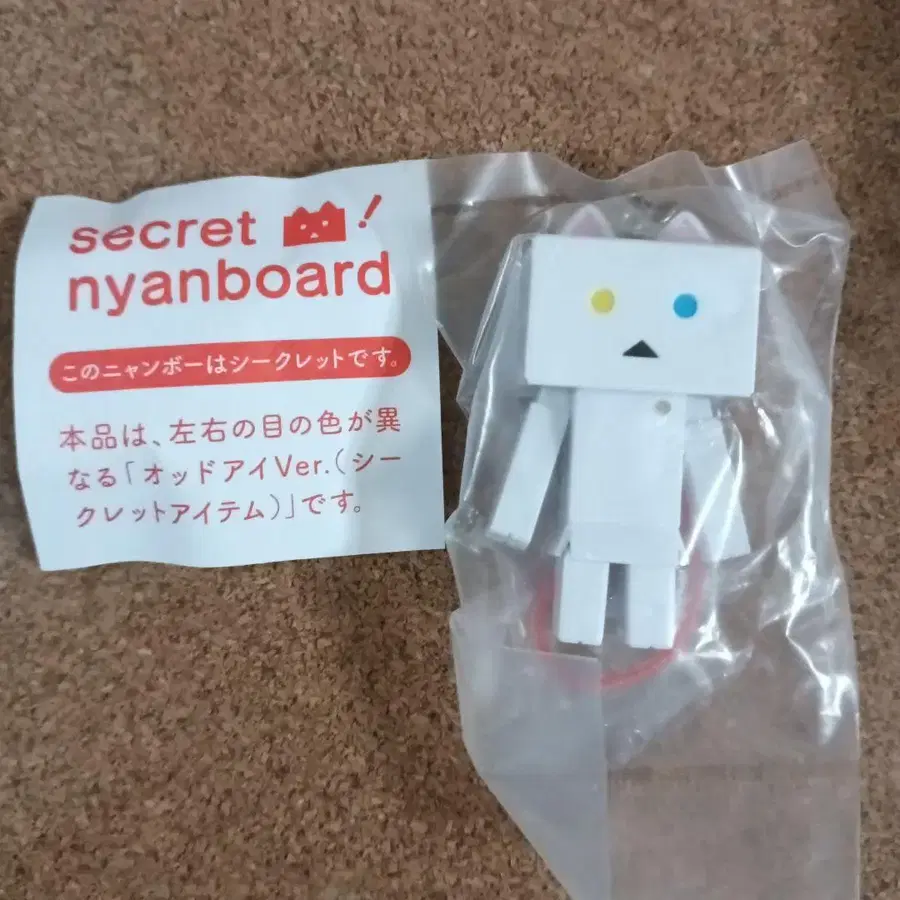 secret !
nyanboard
このニャンボーはシークレットです。
本品は、左右の目の色が異
なる「オッドアイVer.(シー
クレットアイテム)」です。